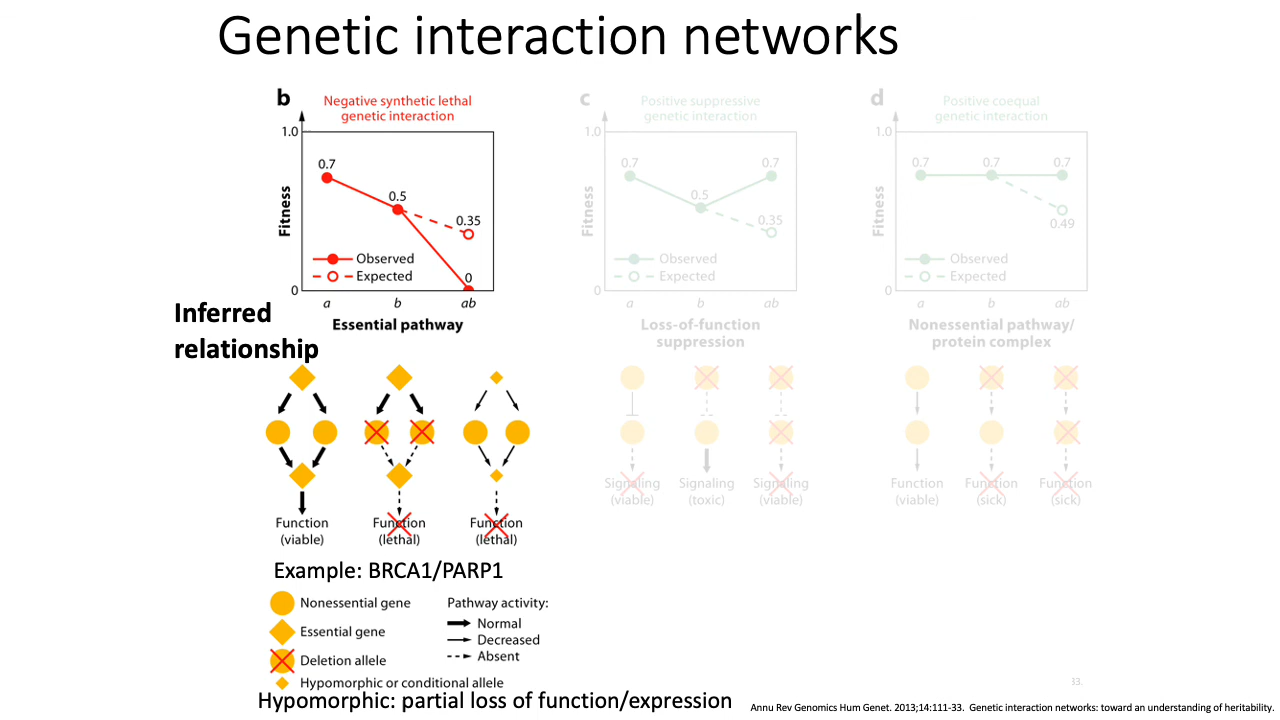 Genetic interaction networks
b
Negative synthetic lethal
genetic interaction
1.0
0.7
0.5
0.35
0
Fitness
Observed
Expected
0
a
b
ab
Essential pathway
c
Positive suppressive
genetic interaction
1.0
0.7
0.7
0.5
0.35
Fitness
Observed
Expected
0
a
b
ab
Loss-of-function
suppression
d
Positive coequal
genetic interaction
1.0
0.7
0.7
0.7
0.49
Fitness
Observed
Expected
0
a
b
ab
Nonessential pathway/
protein complex
Inferred
relationship
Function
(viable)
Function
(lethal)
Function
(lethal)
Signaling
(viable)
Signaling
(toxic)
Signaling
(viable)
Function
(viable)
Function
(sick)
Function
(sick)
Example: BRCA1/PARP1
Nonessential gene
Essential gene
Deletion allele
Hypomorphic or conditional allele
Pathway activity:
Normal
Decreased
Absent
Hypomorphic: partial loss of function/expression
33.
Annu Rev Genomics Hum Genet. 2013;14:111-33. Genetic interaction networks: toward an understanding of heritability.